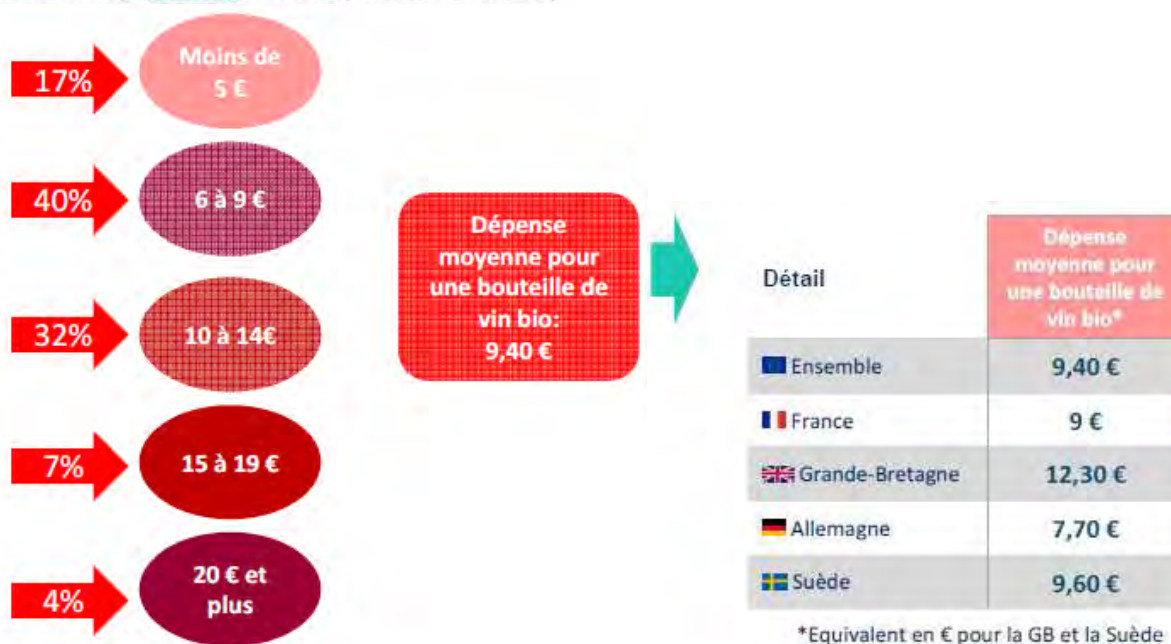 17%
Moins de
5 €
40%
6 à 9 €
32%
10 à 14€
7%
15 à 19 €
4%
20 € et
plus
Dépense
moyenne pour
une bouteille de
vin bio:
9,40 €
Détail
Dépense
moyenne pour
une bouteille de
vin bio*
Ensemble
9,40 €
France
9 €
Grande-Bretagne
12,30 €
Allemagne
7,70 €
Suède
9,60 €
*Equivalent en € pour la GB et la Suède